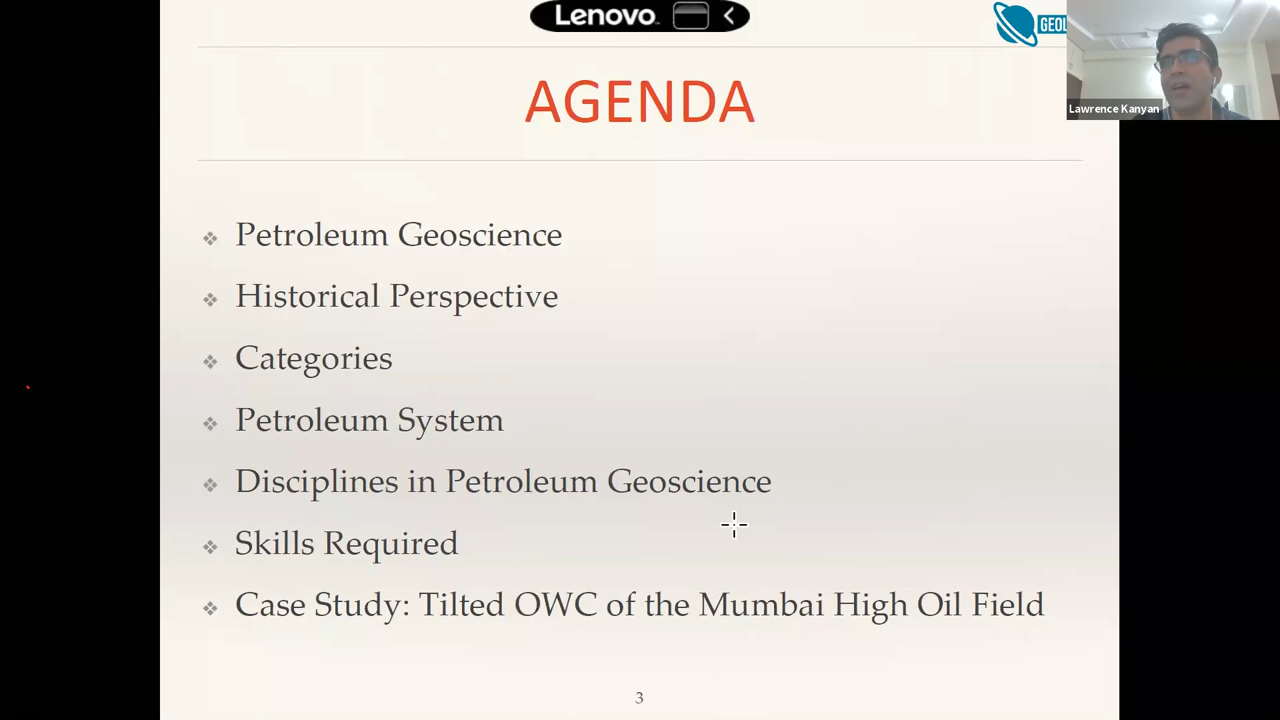 Lenovo
GEOL
Lawrence Kanyan
AGENDA
Petroleum Geoscience
Historical Perspective
Categories
Petroleum System
Disciplines in Petroleum Geoscience
Skills Required
Case Study: Tilted OWC of the Mumbai High Oil Field
3